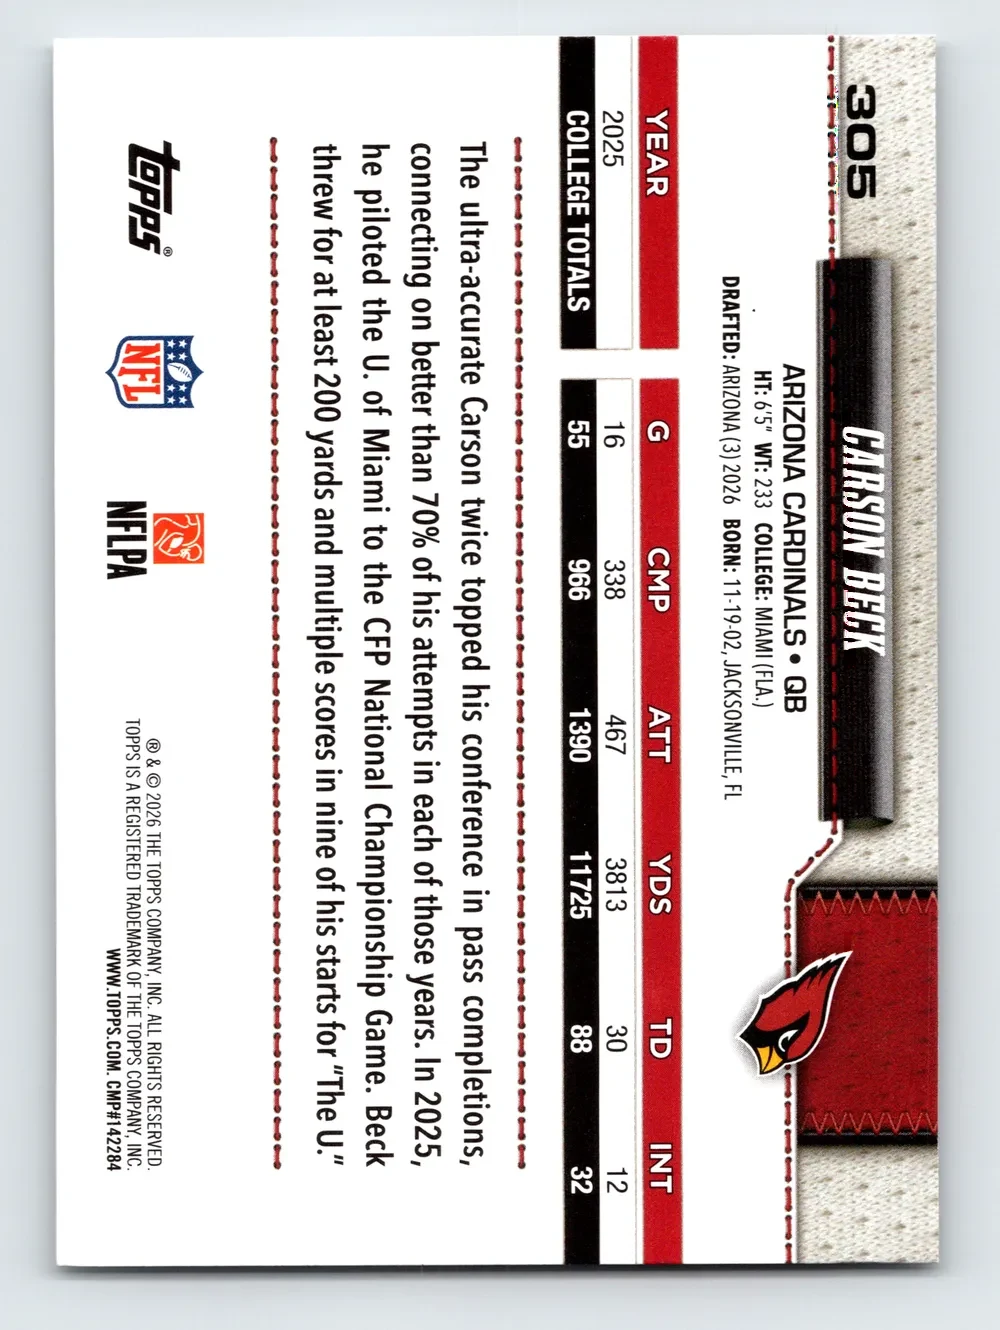 305
CARSON BECK
ARIZONA CARDINALS • QB
HT: 6'5" WT: 233 COLLEGE: MIAMI (FLA.)
DRAFTED: ARIZONA (3) 2026 BORN: 11-19-02, JACKSONVILLE, FL
YEAR G CMP ATT YDS TD INT
2025 16 338 467 3813 30 12
COLLEGE TOTALS 55 966 1390 11725 88 32
The ultra-accurate Carson twice topped his conference in pass completions,
connecting on better than 70% of his attempts in each of those years. In 2025,
he piloted the U. of Miami to the CFP National Championship Game. Beck
threw for at least 200 yards and multiple scores in nine of his starts for "The U."
topps®
NFL
NFLPA
® & © 2026 THE TOPPS COMPANY, INC. ALL RIGHTS RESERVED.
TOPPS IS A REGISTERED TRADEMARK OF THE TOPPS COMPANY, INC.
WWW.TOPPS.COM. CMP#142284